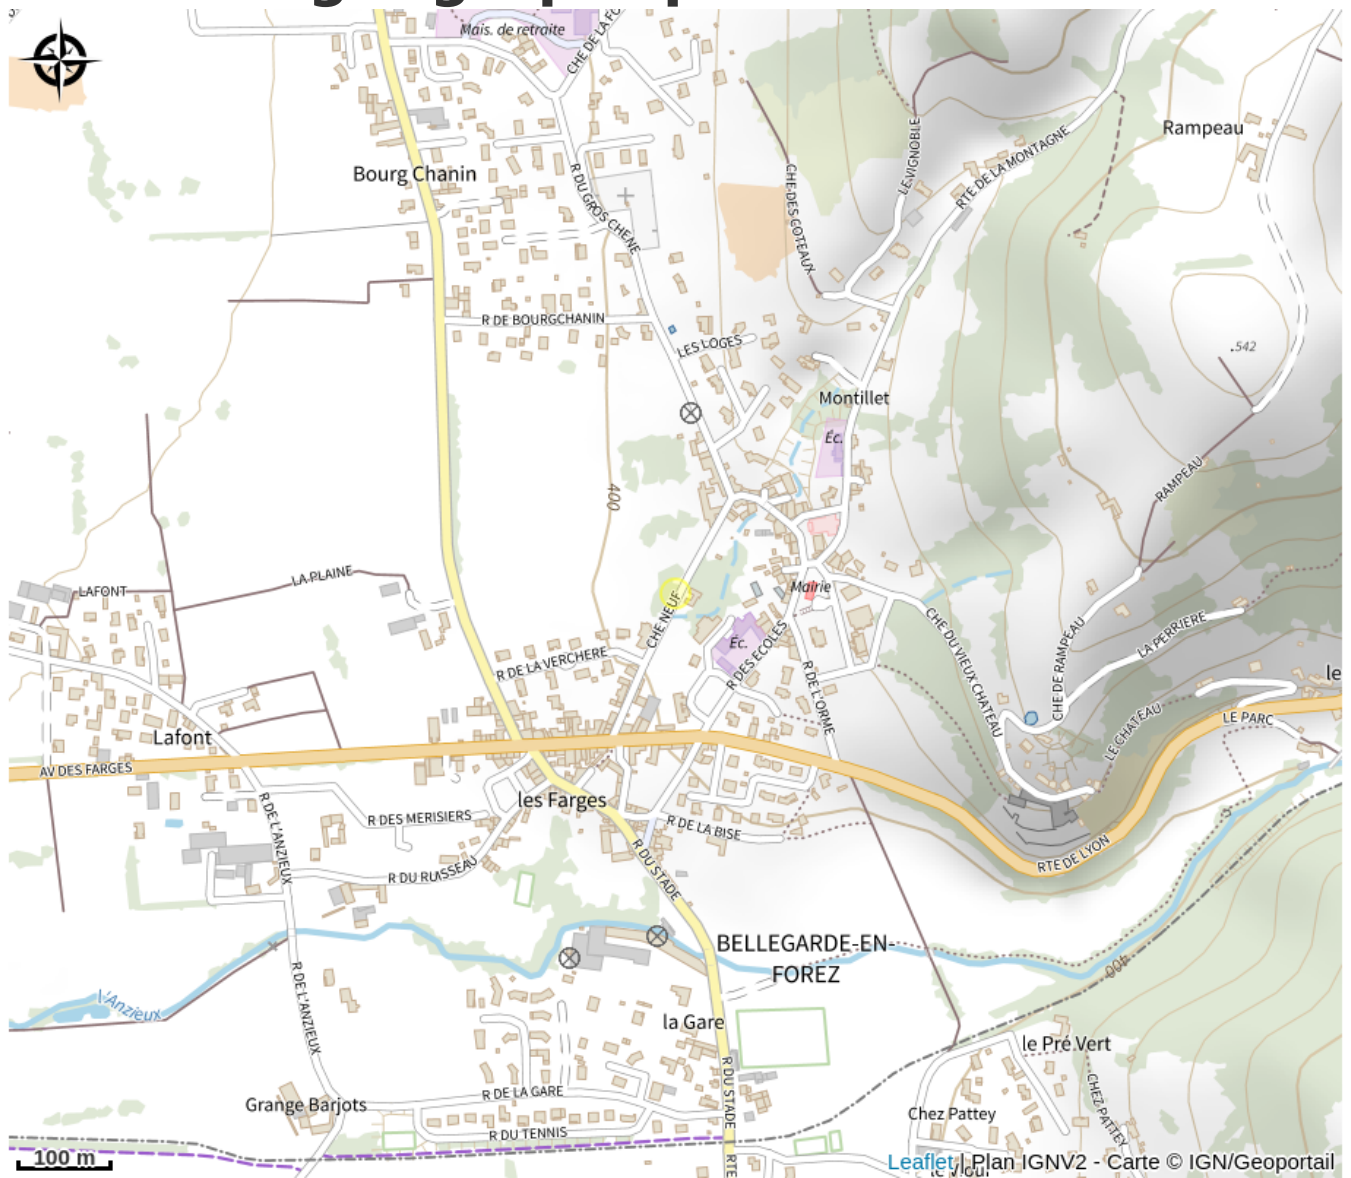 Mais. de retraite
CHE DE LA FO
Bourg Chanin
R DU GROS CHENE
LE VIGNOBLE
CHE DES COTEAUX
RTE DE LA MONTAGNE
Rampeau
R DE BOURGCHANIN
LES LOGES
.542
Montillet
Éc.
400
RAMPEAU
LAFONT
LA PLAINE
Mairie
CHE NEUF
Éc.
R DES ECOLES
R DE LA VERCHERE
R DE L'ORME
CHE DU VIEUX CHATEAU
CHE DE RAMPEAU
LA PERRIERE
le
LE CHATEAU
LE PARC
Lafont
AV DES FARGES
les Farges
R DE L'ANZIEUX
R DES MERISIERS
R DE LA BISE
R DU RUISSEAU
R DU STADE
RTE DE LYON
BELLEGARDE-EN-
FOREZ
400
l'Anzieux
R DE L'ANZIEUX
la Gare
le Pré Vert
R DU STADE
CHEZ PATTEY
R DE LA GARE
Grange Barjots
Chez Pattey
R DU TENNIS
RTE
100 m
Leaflet | Plan IGNV2 - Carte © IGN/Geoportail